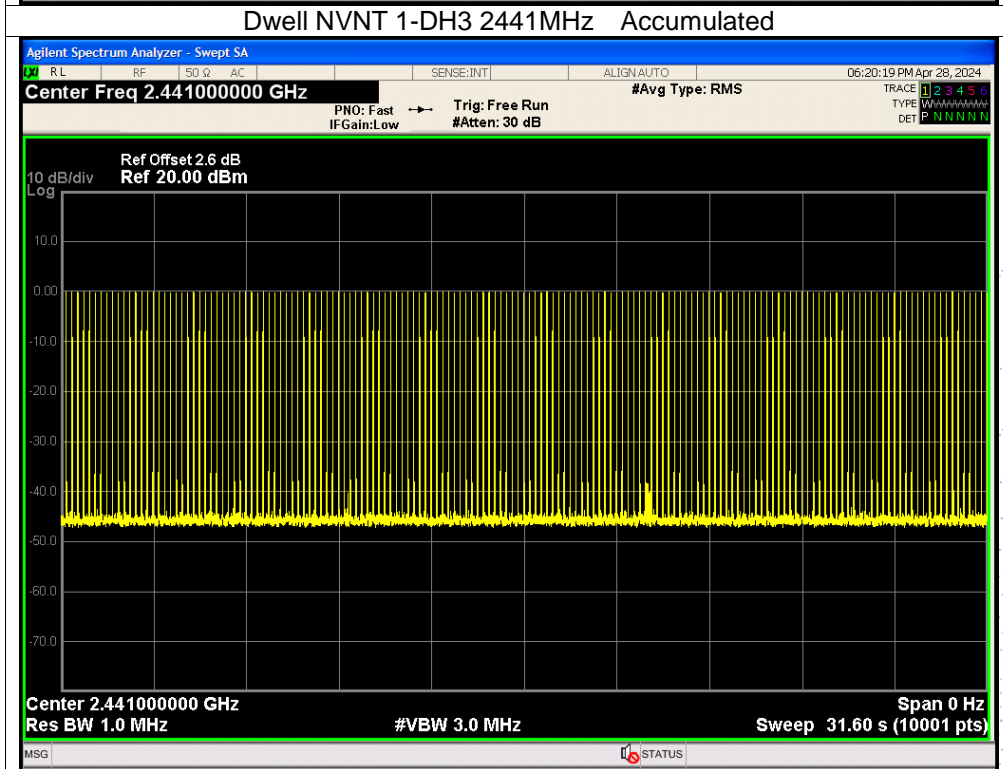 Dwell NVNT 1-DH3 2441MHz Accumulated
Agilent Spectrum Analyzer - Swept SA
LXI RL RF 50 Ω AC SENSE:INT ALIGN AUTO 06:20:19 PM Apr 28, 2024
Center Freq 2.441000000 GHz #Avg Type: RMS TRACE 1 2 3 4 5 6
PNO: Fast Trig: Free Run TYPE WWWWWW
IFGain:Low #Atten: 30 dB DET P N N N N N
Ref Offset 2.6 dB
10 dB/div Ref 20.00 dBm
Log
10.0
0.00
-10.0
-20.0
-30.0
-40.0
-50.0
-60.0
-70.0
Center 2.441000000 GHz Span 0 Hz
Res BW 1.0 MHz #VBW 3.0 MHz Sweep 31.60 s (10001 pts)
MSG STATUS